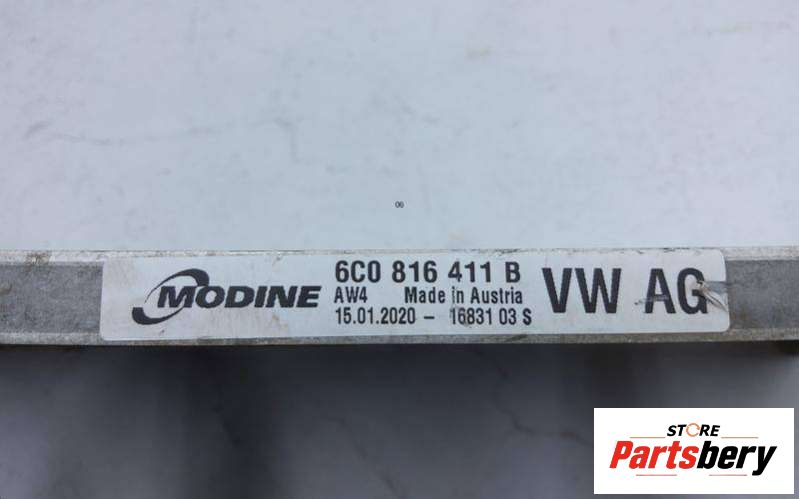 06
MODINE
6C0 816 411 B
AW4 Made in Austria
15.01.2020 - 16831 03 S
VW AG
STORE
Partsbery